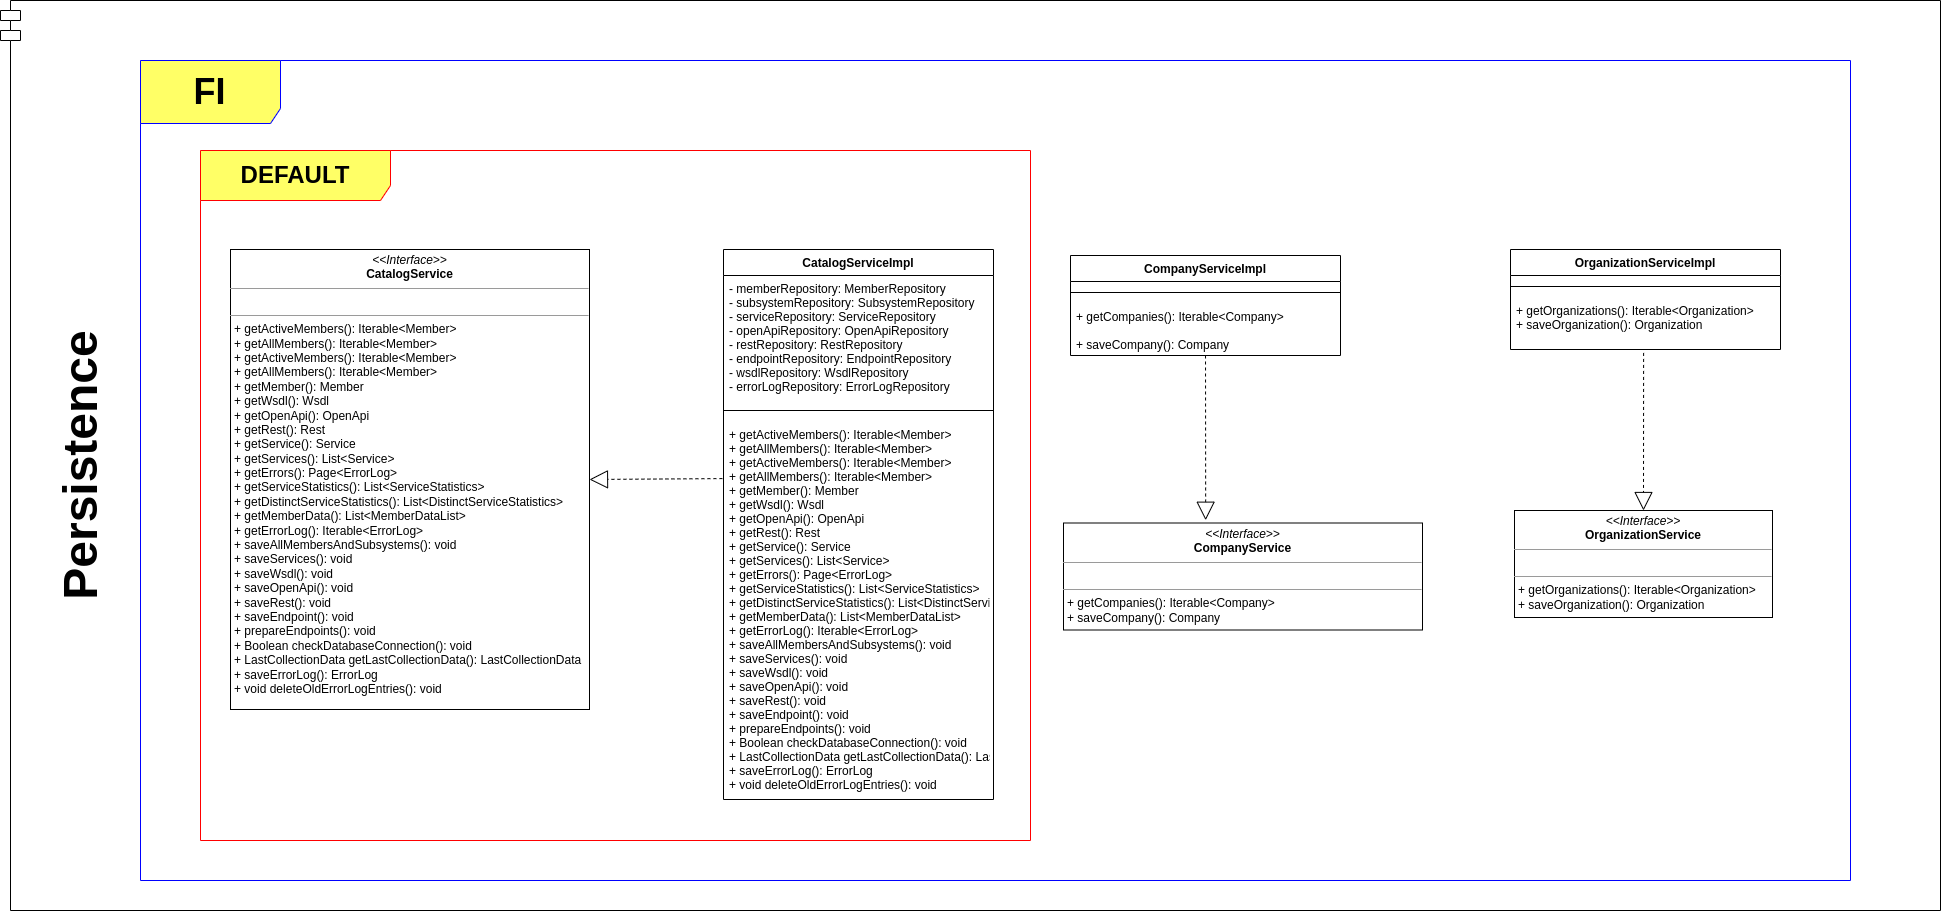 Persistence
FI
DEFAULT
<<Interface>>
CatalogService
+ getActiveMembers(): Iterable<Member>
+ getAllMembers(): Iterable<Member>
+ getActiveMembers(): Iterable<Member>
+ getAllMembers(): Iterable<Member>
+ getMember(): Member
+ getWsdl(): Wsdl
+ getOpenApi(): OpenApi
+ getRest(): Rest
+ getService(): Service
+ getServices(): List<Service>
+ getErrors(): Page<ErrorLog>
+ getServiceStatistics(): List<ServiceStatistics>
+ getDistinctServiceStatistics(): List<DistinctServiceStatistics>
+ getMemberData(): List<MemberDataList>
+ getErrorLog(): Iterable<ErrorLog>
+ saveAllMembersAndSubsystems(): void
+ saveServices(): void
+ saveWsdl(): void
+ saveOpenApi(): void
+ saveRest(): void
+ saveEndpoint(): void
+ prepareEndpoints(): void
+ Boolean checkDatabaseConnection(): void
+ LastCollectionData getLastCollectionData(): LastCollectionData
+ saveErrorLog(): ErrorLog
+ void deleteOldErrorLogEntries(): void
CatalogServiceImpl
- memberRepository: MemberRepository
- subsystemRepository: SubsystemRepository
- serviceRepository: ServiceRepository
- openApiRepository: OpenApiRepository
- restRepository: RestRepository
- endpointRepository: EndpointRepository
- wsdlRepository: WsdlRepository
- errorLogRepository: ErrorLogRepository
+ getActiveMembers(): Iterable<Member>
+ getAllMembers(): Iterable<Member>
+ getActiveMembers(): Iterable<Member>
+ getAllMembers(): Iterable<Member>
+ getMember(): Member
+ getWsdl(): Wsdl
+ getOpenApi(): OpenApi
+ getRest(): Rest
+ getService(): Service
+ getServices(): List<Service>
+ getErrors(): Page<ErrorLog>
+ getServiceStatistics(): List<ServiceStatistics>
+ getDistinctServiceStatistics(): List<DistinctServi
+ getMemberData(): List<MemberDataList>
+ getErrorLog(): Iterable<ErrorLog>
+ saveAllMembersAndSubsystems(): void
+ saveServices(): void
+ saveWsdl(): void
+ saveOpenApi(): void
+ saveRest(): void
+ saveEndpoint(): void
+ prepareEndpoints(): void
+ Boolean checkDatabaseConnection(): void
+ LastCollectionData getLastCollectionData(): La
+ saveErrorLog(): ErrorLog
+ void deleteOldErrorLogEntries(): void
CompanyServiceImpl
+ getCompanies(): Iterable<Company>
+ saveCompany(): Company
<<Interface>>
CompanyService
+ getCompanies(): Iterable<Company>
+ saveCompany(): Company
OrganizationServiceImpl
+ getOrganizations(): Iterable<Organization>
+ saveOrganization(): Organization
<<Interface>>
OrganizationService
+ getOrganizations(): Iterable<Organization>
+ saveOrganization(): Organization